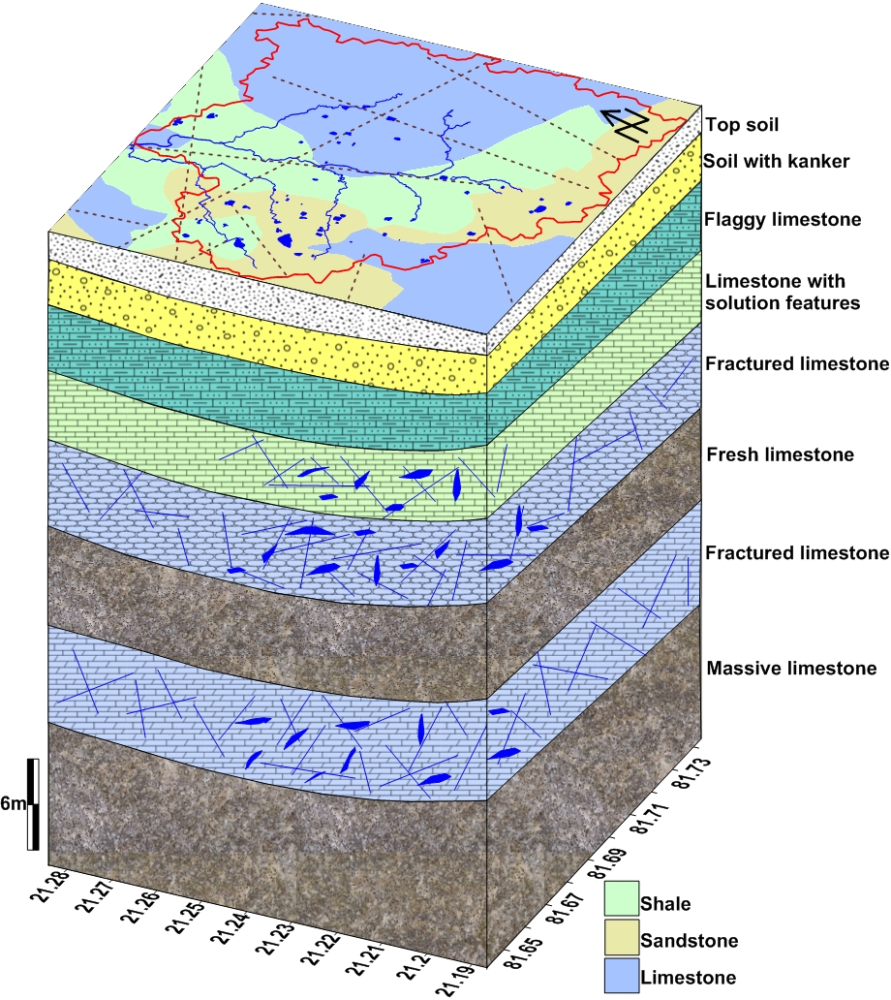 N
Top soil
Soil with kanker
Flaggy limestone
Limestone with
solution features
Fractured limestone
Fresh limestone
Fractured limestone
Massive limestone
6m
21.28
21.27
21.26
21.25
21.24
21.23
21.22
21.21
21.2
21.19
81.65
81.67
81.69
81.71
81.73
Shale
Sandstone
Limestone